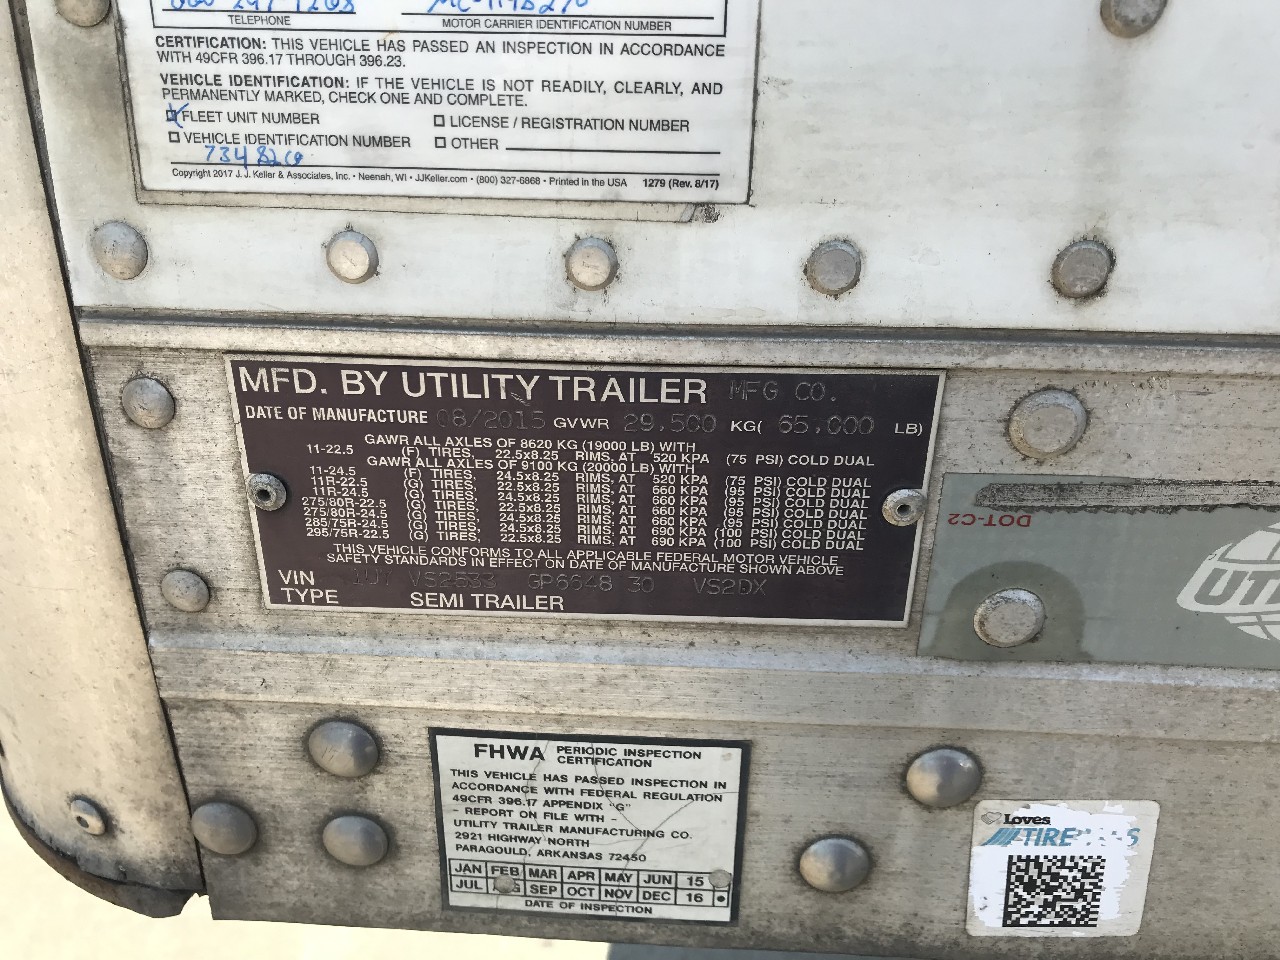 TELEPHONE
MOTOR CARRIER IDENTIFICATION NUMBER
CERTIFICATION: THIS VEHICLE HAS PASSED AN INSPECTION IN ACCORDANCE
WITH 49CFR 396.17 THROUGH 396.23.
VEHICLE IDENTIFICATION: IF THE VEHICLE IS NOT READILY, CLEARLY, AND
PERMANENTLY MARKED, CHECK ONE AND COMPLETE.
FLEET UNIT NUMBER
LICENSE / REGISTRATION NUMBER
VEHICLE IDENTIFICATION NUMBER
OTHER
Copyright 2017 J. J. Keller & Associates, Inc. • Neenah, WI • JJKeller.com • (800) 327-6868 • Printed in the USA 1279 (Rev. 8/17)
MFD. BY UTILITY TRAILER MFG CO.
DATE OF MANUFACTURE 08/2015 GVWR 29,500 KG( 65,000 LB)
GAWR ALL AXLES OF 8620 KG (19000 LB) WITH
11-22.5 (F) TIRES, 22.5x8.25 RIMS, AT 520 KPA (75 PSI) COLD DUAL
GAWR ALL AXLES OF 9100 KG (20000 LB) WITH
11-24.5 (F) TIRES, 24.5x8.25 RIMS, AT 520 KPA (75 PSI) COLD DUAL
11R-22.5 (G) TIRES, 22.5x8.25 RIMS, AT 660 KPA (95 PSI) COLD DUAL
11R-24.5 (G) TIRES, 24.5x8.25 RIMS, AT 660 KPA (95 PSI) COLD DUAL
275/80R-22.5 (G) TIRES, 22.5x8.25 RIMS, AT 660 KPA (95 PSI) COLD DUAL
275/80R-24.5 (G) TIRES, 24.5x8.25 RIMS, AT 660 KPA (95 PSI) COLD DUAL
285/75R-24.5 (G) TIRES, 24.5x8.25 RIMS, AT 690 KPA (100 PSI) COLD DUAL
295/75R-22.5 (G) TIRES, 22.5x8.25 RIMS, AT 690 KPA (100 PSI) COLD DUAL
THIS VEHICLE CONFORMS TO ALL APPLICABLE FEDERAL MOTOR VEHICLE
SAFETY STANDARDS IN EFFECT ON DATE OF MANUFACTURE SHOWN ABOVE
VIN VS2533 GP6648 30 VS2DX
TYPE SEMI TRAILER
DOT-C2
UTI
FHWA PERIODIC INSPECTION
CERTIFICATION
THIS VEHICLE HAS PASSED INSPECTION IN
ACCORDANCE WITH FEDERAL REGULATION
49CFR 396.17 APPENDIX "G"
- REPORT ON FILE WITH -
UTILITY TRAILER MANUFACTURING CO.
2921 HIGHWAY NORTH
PARAGOULD, ARKANSAS 72450
JAN FEB MAR APR MAY JUN 15
JUL AUG SEP OCT NOV DEC 16
DATE OF INSPECTION
Loves
TIRE